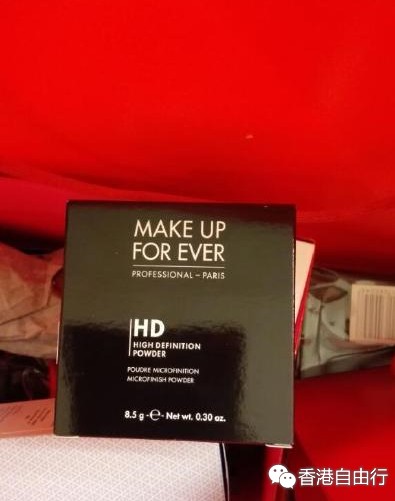 MAKE UP
FOR EVER
PROFESSIONAL – PARIS
HD
HIGH DEFINITION
POWDER
POUDRE MICROFINITION
MICROFINISH POWDER
8.5 g ℮ Net wt. 0.30 oz.
香港自由行